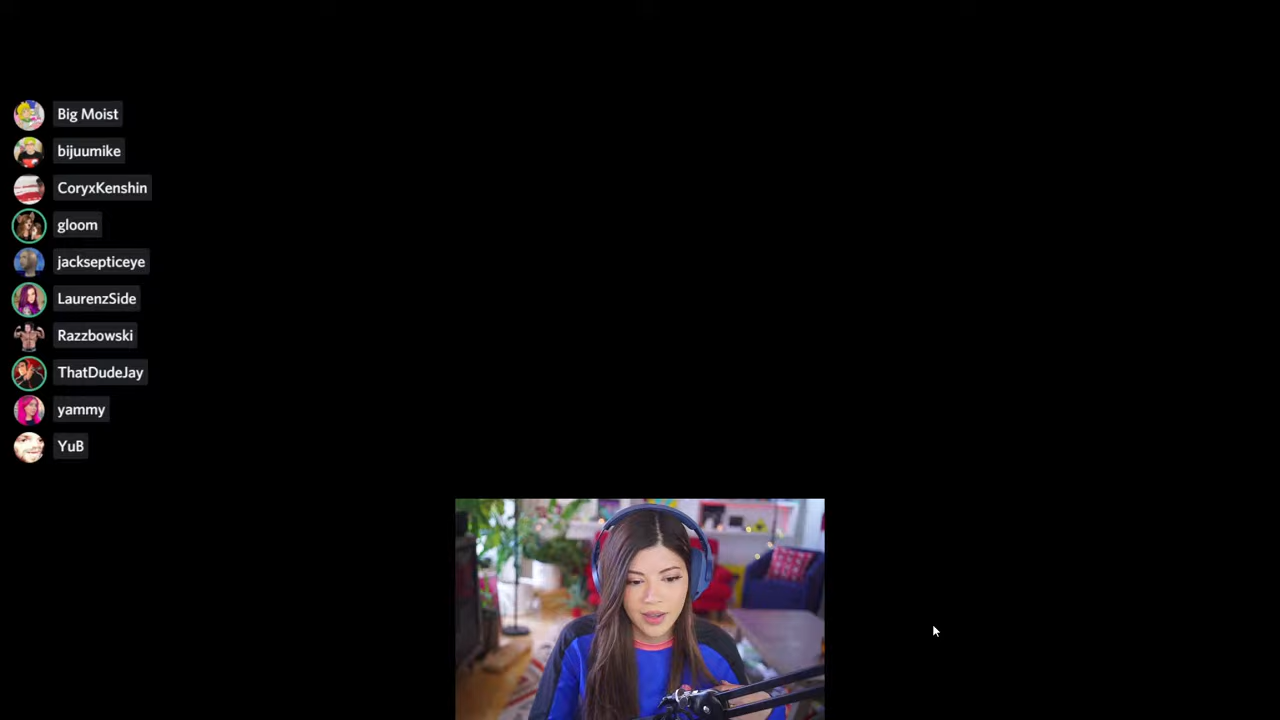 Big Moist
bijuumike
CoryxKenshin
gloom
jacksepticeye
LaurenzSide
Razzbowski
ThatDudeJay
yammy
YuB